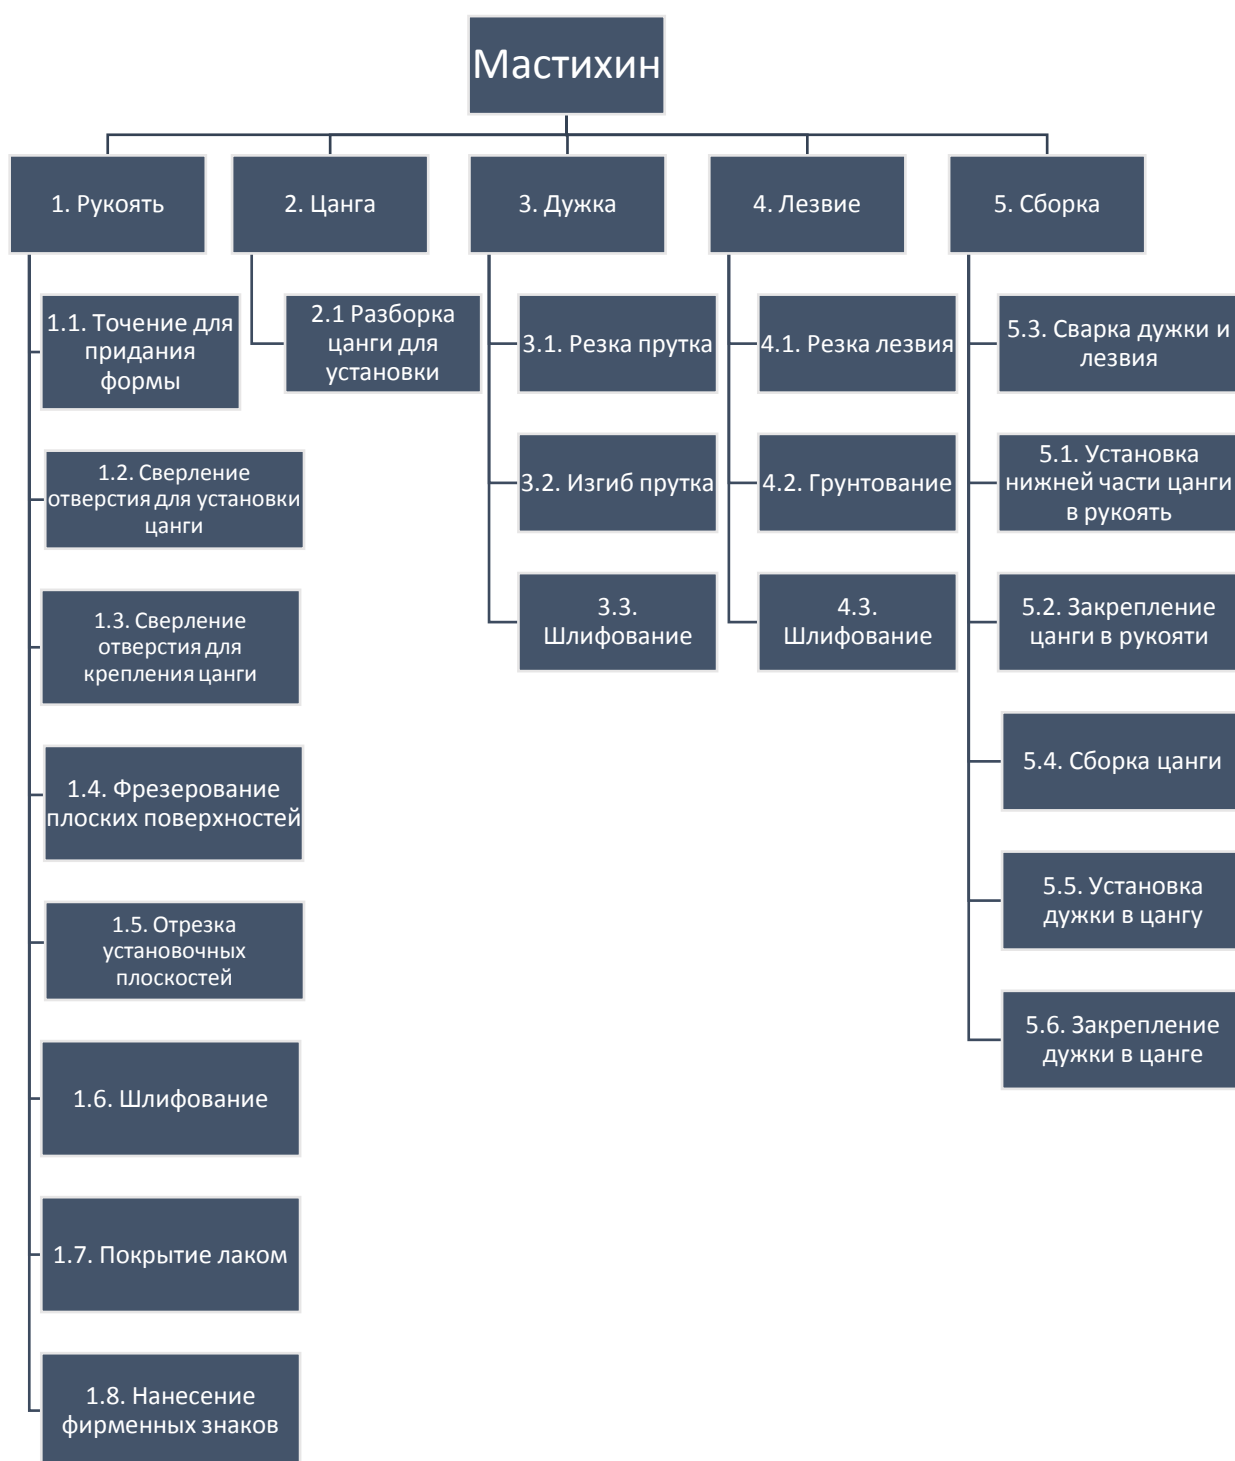 Мастихин
1. Рукоять
2. Цанга
3. Дужка
4. Лезвие
5. Сборка
1.1. Точение для
придания
формы
1.2. Сверление
отверстия для установки
цанги
1.3. Сверление
отверстия для
крепления цанги
1.4. Фрезерование
плоских поверхностей
1.5. Отрезка
установочных
плоскостей
1.6. Шлифование
1.7. Покрытие лаком
1.8. Нанесение
фирменных знаков
2.1 Разборка
цанги для
установки
3.1. Резка прутка
3.2. Изгиб прутка
3.3.
Шлифование
4.1. Резка лезвия
4.2. Грунтование
4.3.
Шлифование
5.3. Сварка дужки и
лезвия
5.1. Установка
нижней части цанги
в рукоять
5.2. Закрепление
цанги в рукояти
5.4. Сборка цанги
5.5. Установка
дужки в цангу
5.6. Закрепление
дужки в цанге